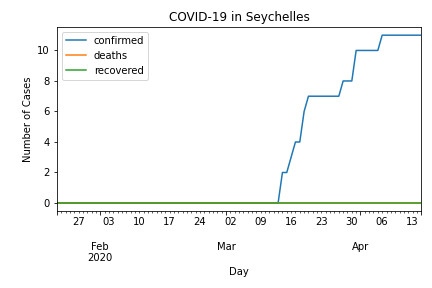 COVID-19 in Seychelles
confirmed
deaths
recovered
Number of Cases
10
8
6
4
2
0
27 03 10 17 24 02 09 16 23 30 06 13
Feb Mar Apr
2020
Day